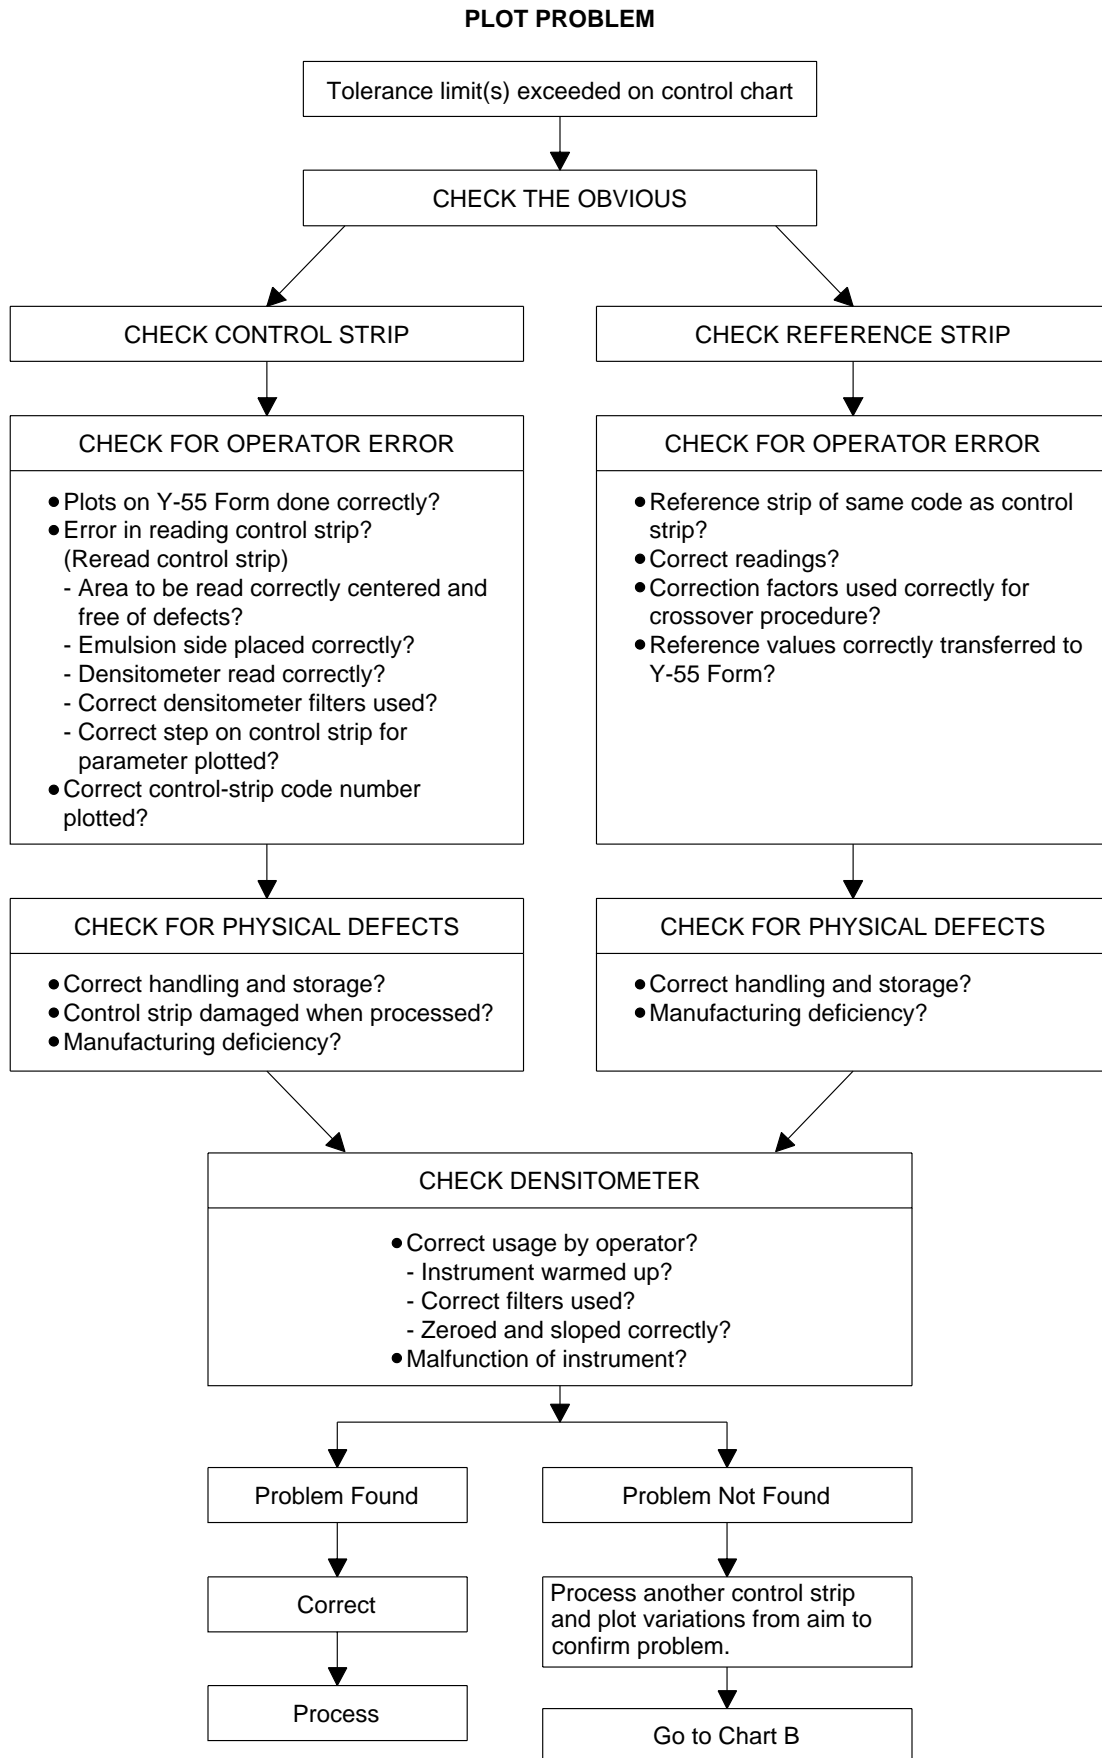 PLOT PROBLEM
Tolerance limit(s) exceeded on control chart
CHECK THE OBVIOUS
CHECK CONTROL STRIP
CHECK FOR OPERATOR ERROR
•Plots on Y-55 Form done correctly?
•Error in reading control strip?
(Reread control strip)
- Area to be read correctly centered and
free of defects?
- Emulsion side placed correctly?
- Densitometer read correctly?
- Correct densitometer filters used?
- Correct step on control strip for
parameter plotted?
•Correct control-strip code number
plotted?
CHECK FOR PHYSICAL DEFECTS
•Correct handling and storage?
•Control strip damaged when processed?
•Manufacturing deficiency?
CHECK REFERENCE STRIP
CHECK FOR OPERATOR ERROR
•Reference strip of same code as control
strip?
•Correct readings?
•Correction factors used correctly for
crossover procedure?
•Reference values correctly transferred to
Y-55 Form?
CHECK FOR PHYSICAL DEFECTS
•Correct handling and storage?
•Manufacturing deficiency?
CHECK DENSITOMETER
•Correct usage by operator?
- Instrument warmed up?
- Correct filters used?
- Zeroed and sloped correctly?
•Malfunction of instrument?
Problem Found
Correct
Process
Problem Not Found
Process another control strip
and plot variations from aim to
confirm problem.
Go to Chart B